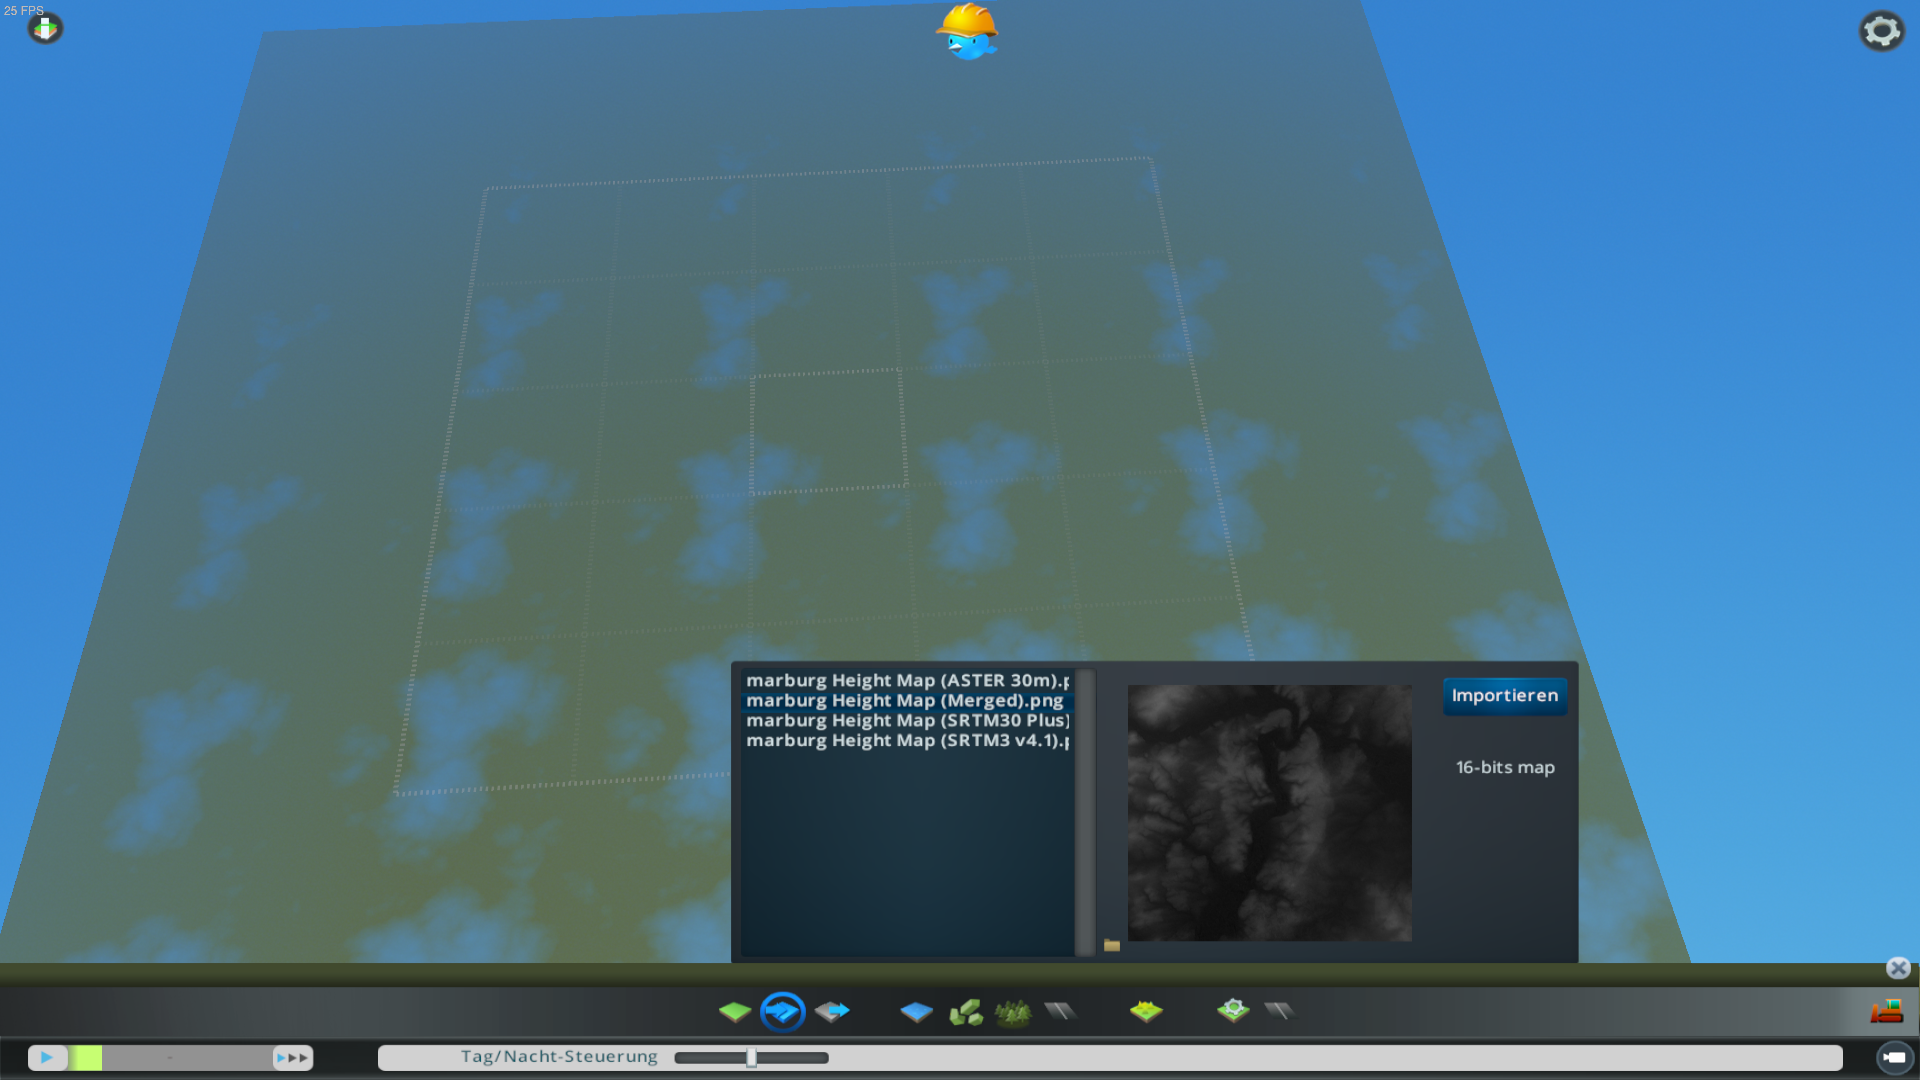 25 FPS
marburg Height Map (ASTER 30m).p
marburg Height Map (Merged).png
marburg Height Map (SRTM30 Plus)
marburg Height Map (SRTM3 v4.1).p
Importieren
16-bits map
-
Tag/Nacht-Steuerung